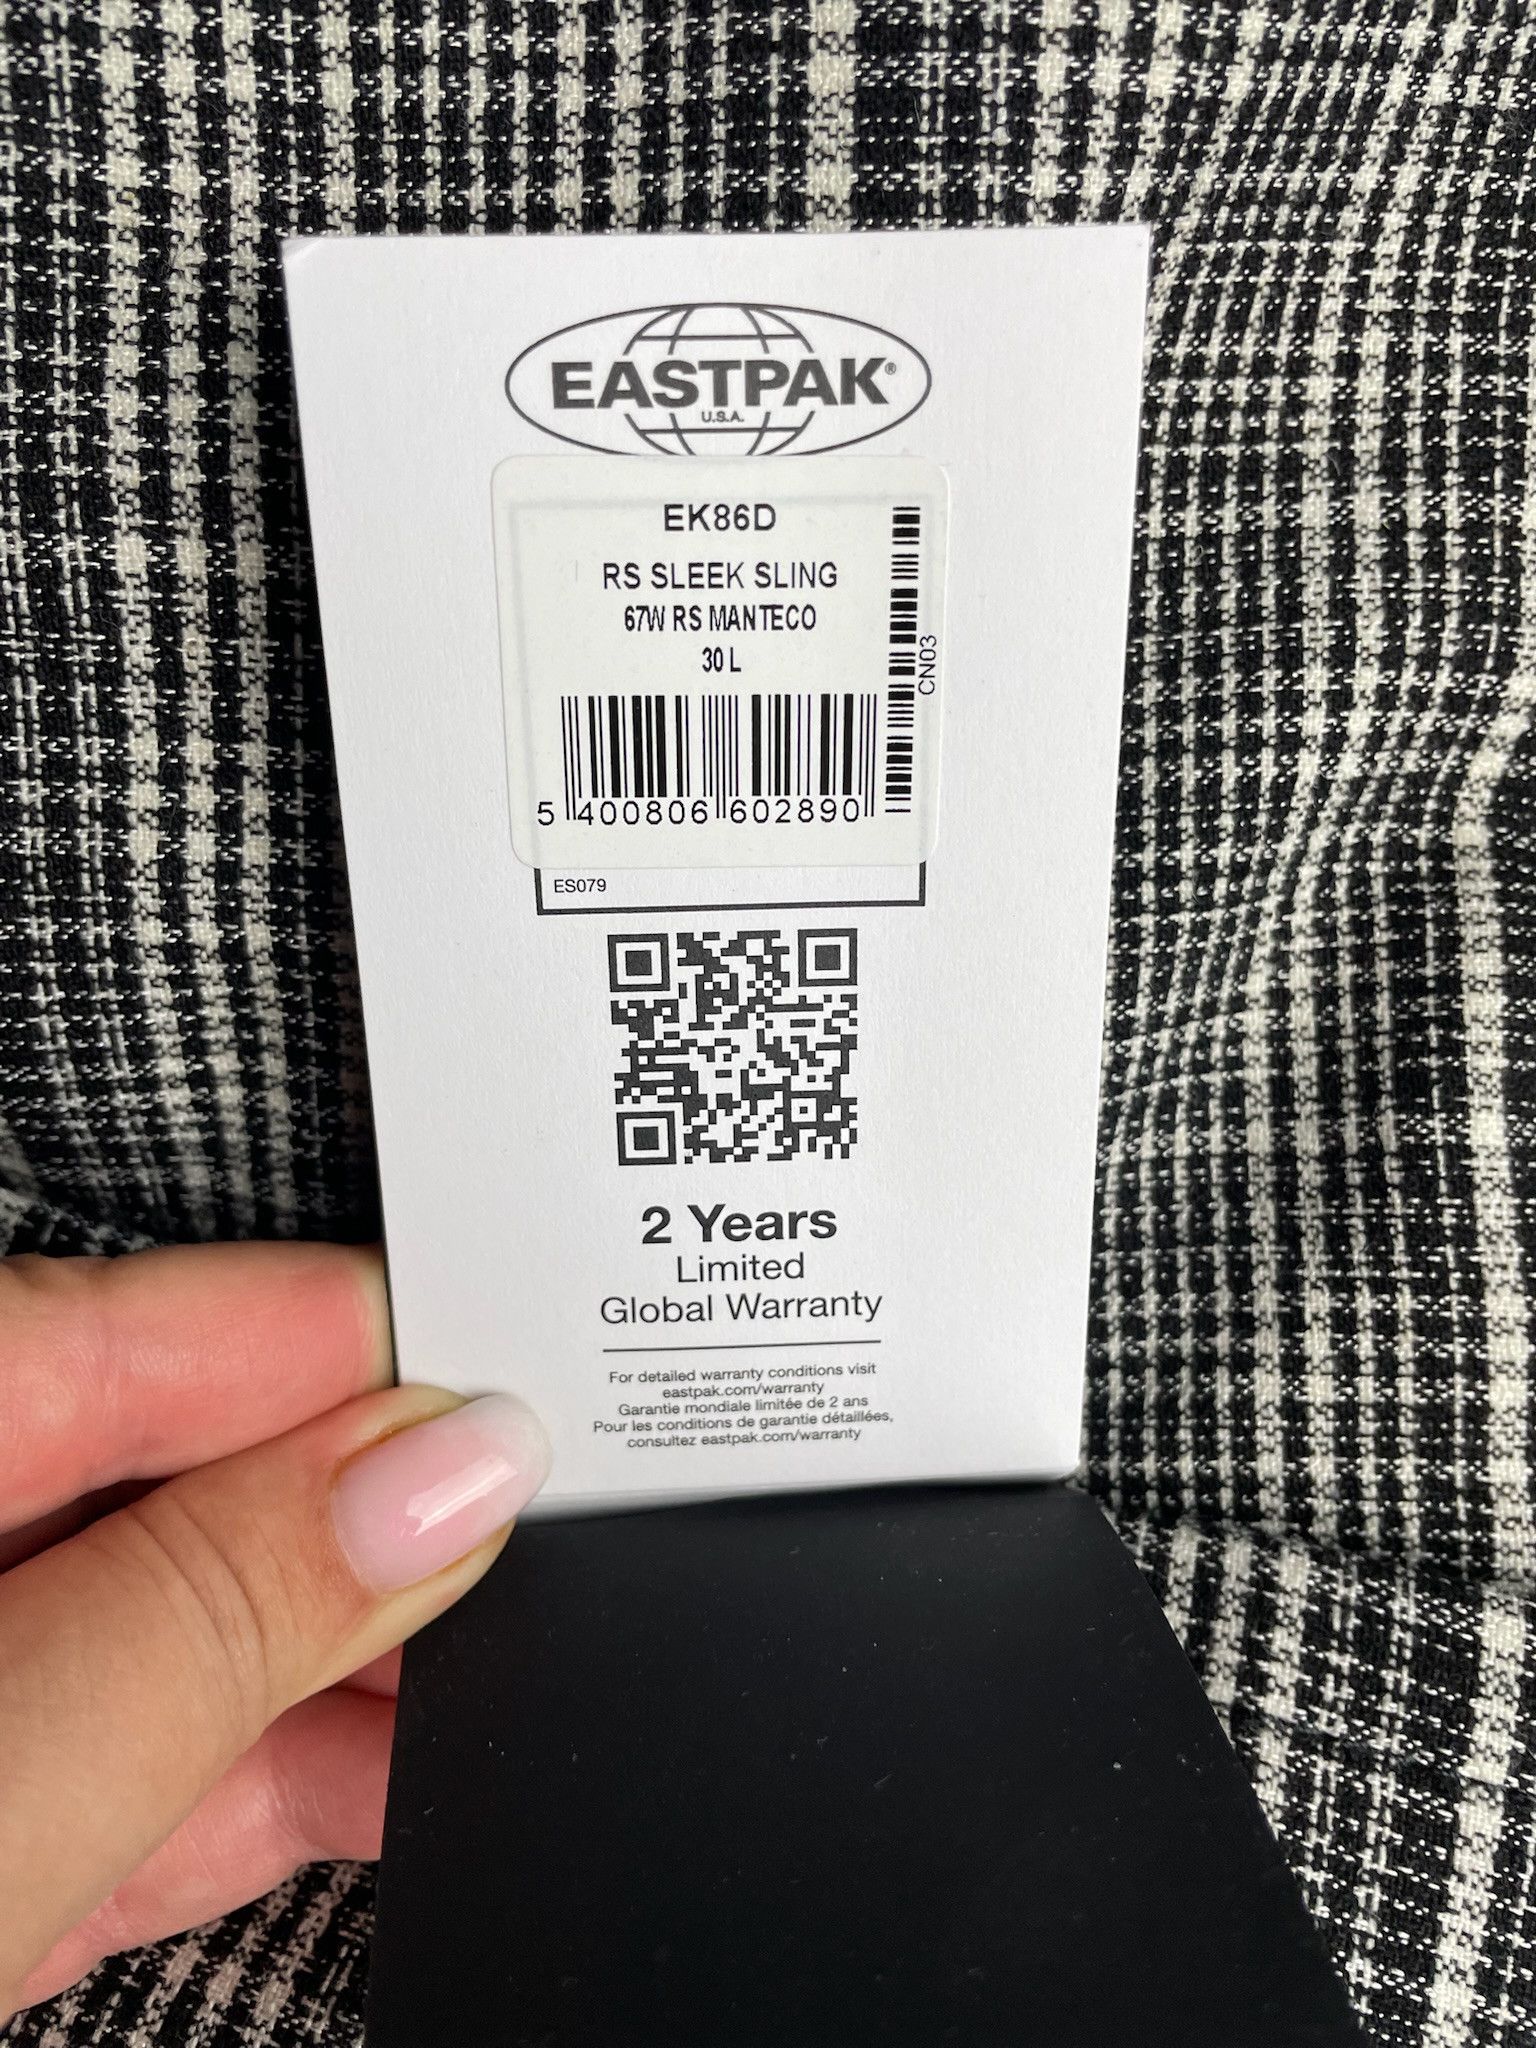 EASTPAK®
U.S.A.
EK86D
RS SLEEK SLING
67W RS MANTECO
30 L
CN03
5 400806 602890
ES079
2 Years
Limited
Global Warranty
For detailed warranty conditions visit
eastpak.com/warranty
Garantie mondiale limitée de 2 ans
Pour les conditions de garantie détaillées,
consultez eastpak.com/warranty